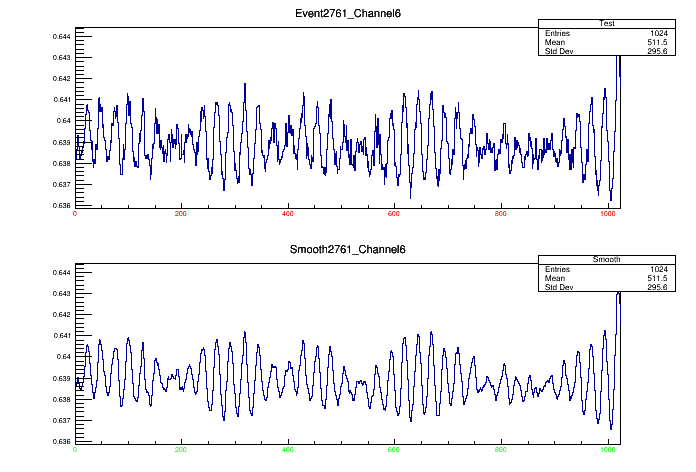 Event2761_Channel6
Test
Entries 1024
Mean 511.5
Std Dev 295.6
0.644
0.643
0.642
0.641
0.64
0.639
0.638
0.637
0.636
0 200 400 600 800 1000
Smooth2761_Channel6
Smooth
Entries 1024
Mean 511.5
Std Dev 295.6
0.644
0.643
0.642
0.641
0.64
0.639
0.638
0.637
0.636
0 200 400 600 800 1000